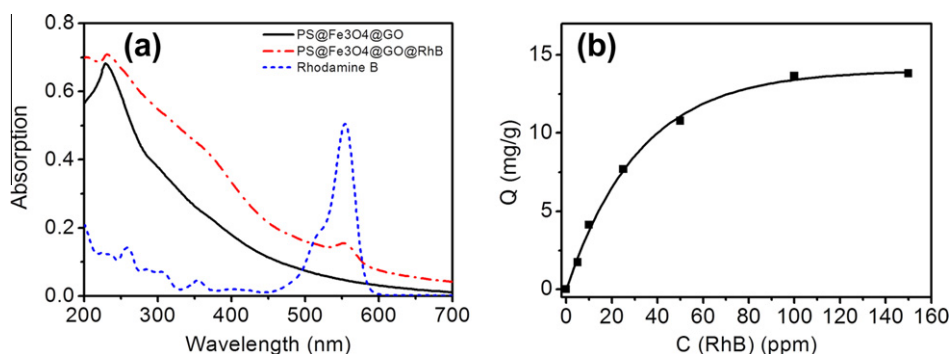 (a)
PS@Fe3O4@GO
PS@Fe3O4@GO@RhB
Rhodamine B
Absorption
0.8
0.6
0.4
0.2
0.0
200 300 400 500 600 700
Wavelength (nm)
(b)
Q (mg/g)
15
10
5
0
0 20 40 60 80 100 120 140 160
C (RhB) (ppm)